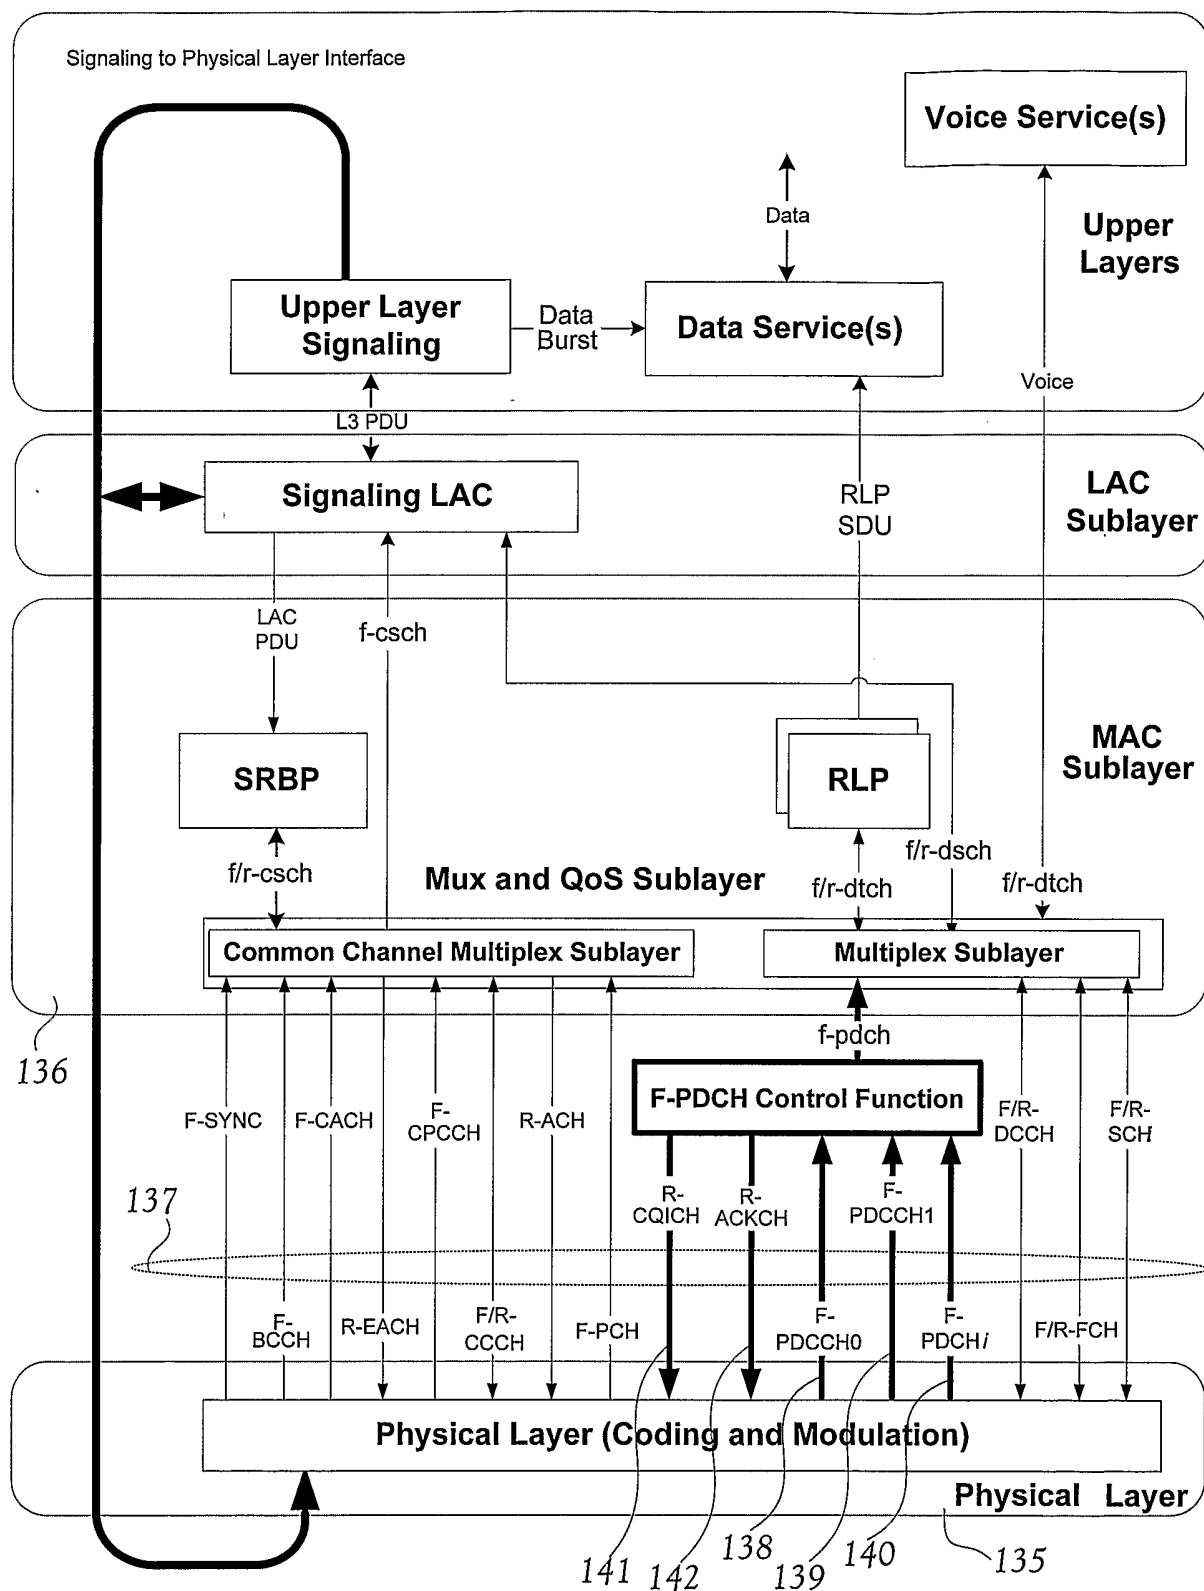 Signaling to Physical Layer Interface
Voice Service(s)
Data
Upper
Layers
Upper Layer
Signaling
Data
Burst
Data Service(s)
Voice
L3 PDU
Signaling LAC
RLP
SDU
LAC
Sublayer
LAC
PDU
f-csch
SRBP
RLP
MAC
Sublayer
f/r-csch
Mux and QoS Sublayer
f/r-dtch
f/r-dsch
f/r-dtch
Common Channel Multiplex Sublayer
Multiplex Sublayer
136
f-pdch
F-PDCH Control Function
F-SYNC
F-CACH
F-
CPCCH
R-ACH
F/R-
DCCH
F/R-
SCHi
R-
CQICH
R-
ACKCH
F-
PDCCH1
137
F-
BCCH
R-EACH
F/R-
CCCH
F-PCH
F-
PDCCH0
F-
PDCHi
F/R-FCH
Physical Layer (Coding and Modulation)
Physical Layer
141
142
138
139
140
135